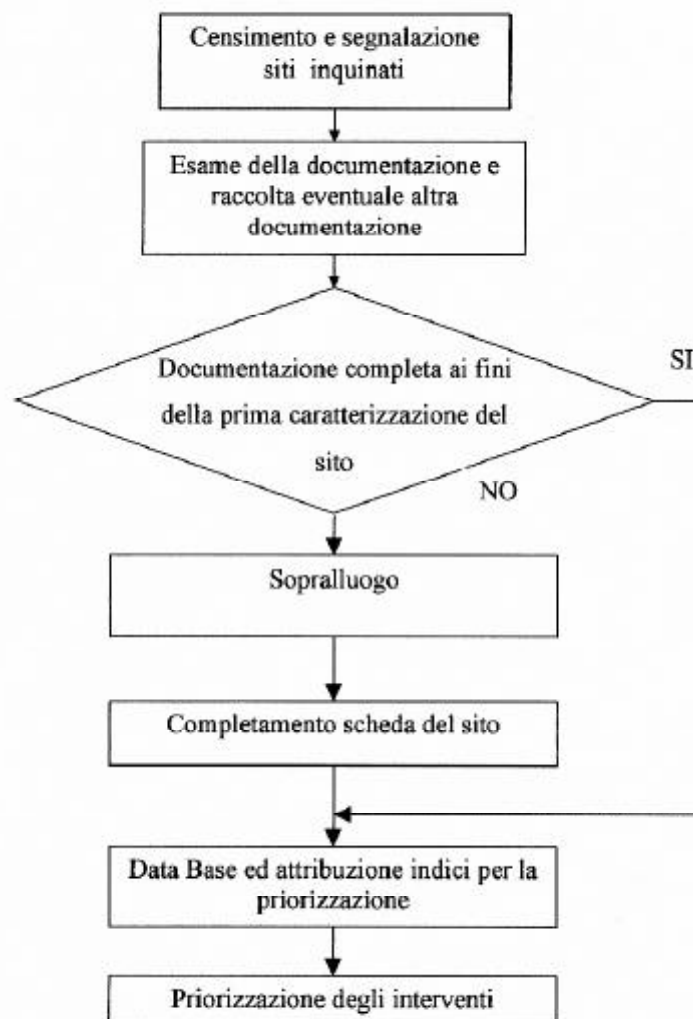 Censimento e segnalazione
siti inquinati
Esame della documentazione e
raccolta eventuale altra
documentazione
Documentazione completa ai fini
della prima caratterizzazione del
sito
SI
NO
Sopralluogo
Completamento scheda del sito
Data Base ed attribuzione indici per la
priorizzazione
Priorizzazione degli interventi